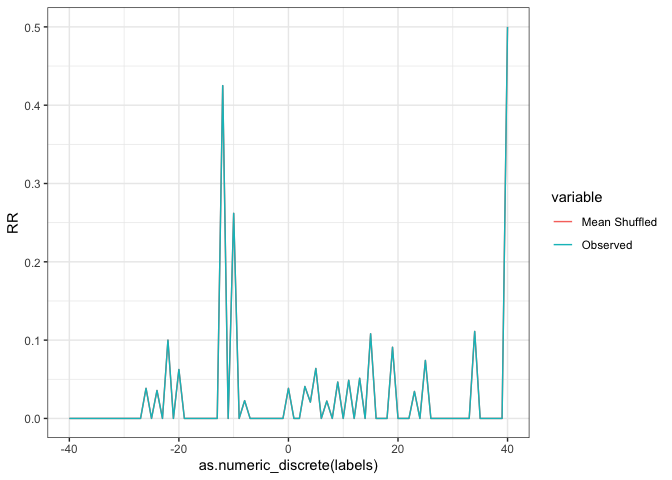 0.5
0.4
0.3
0.2
0.1
0.0
RR
-40
-20
0
20
40
as.numeric_discrete(labels)
variable
Mean Shuffled
Observed